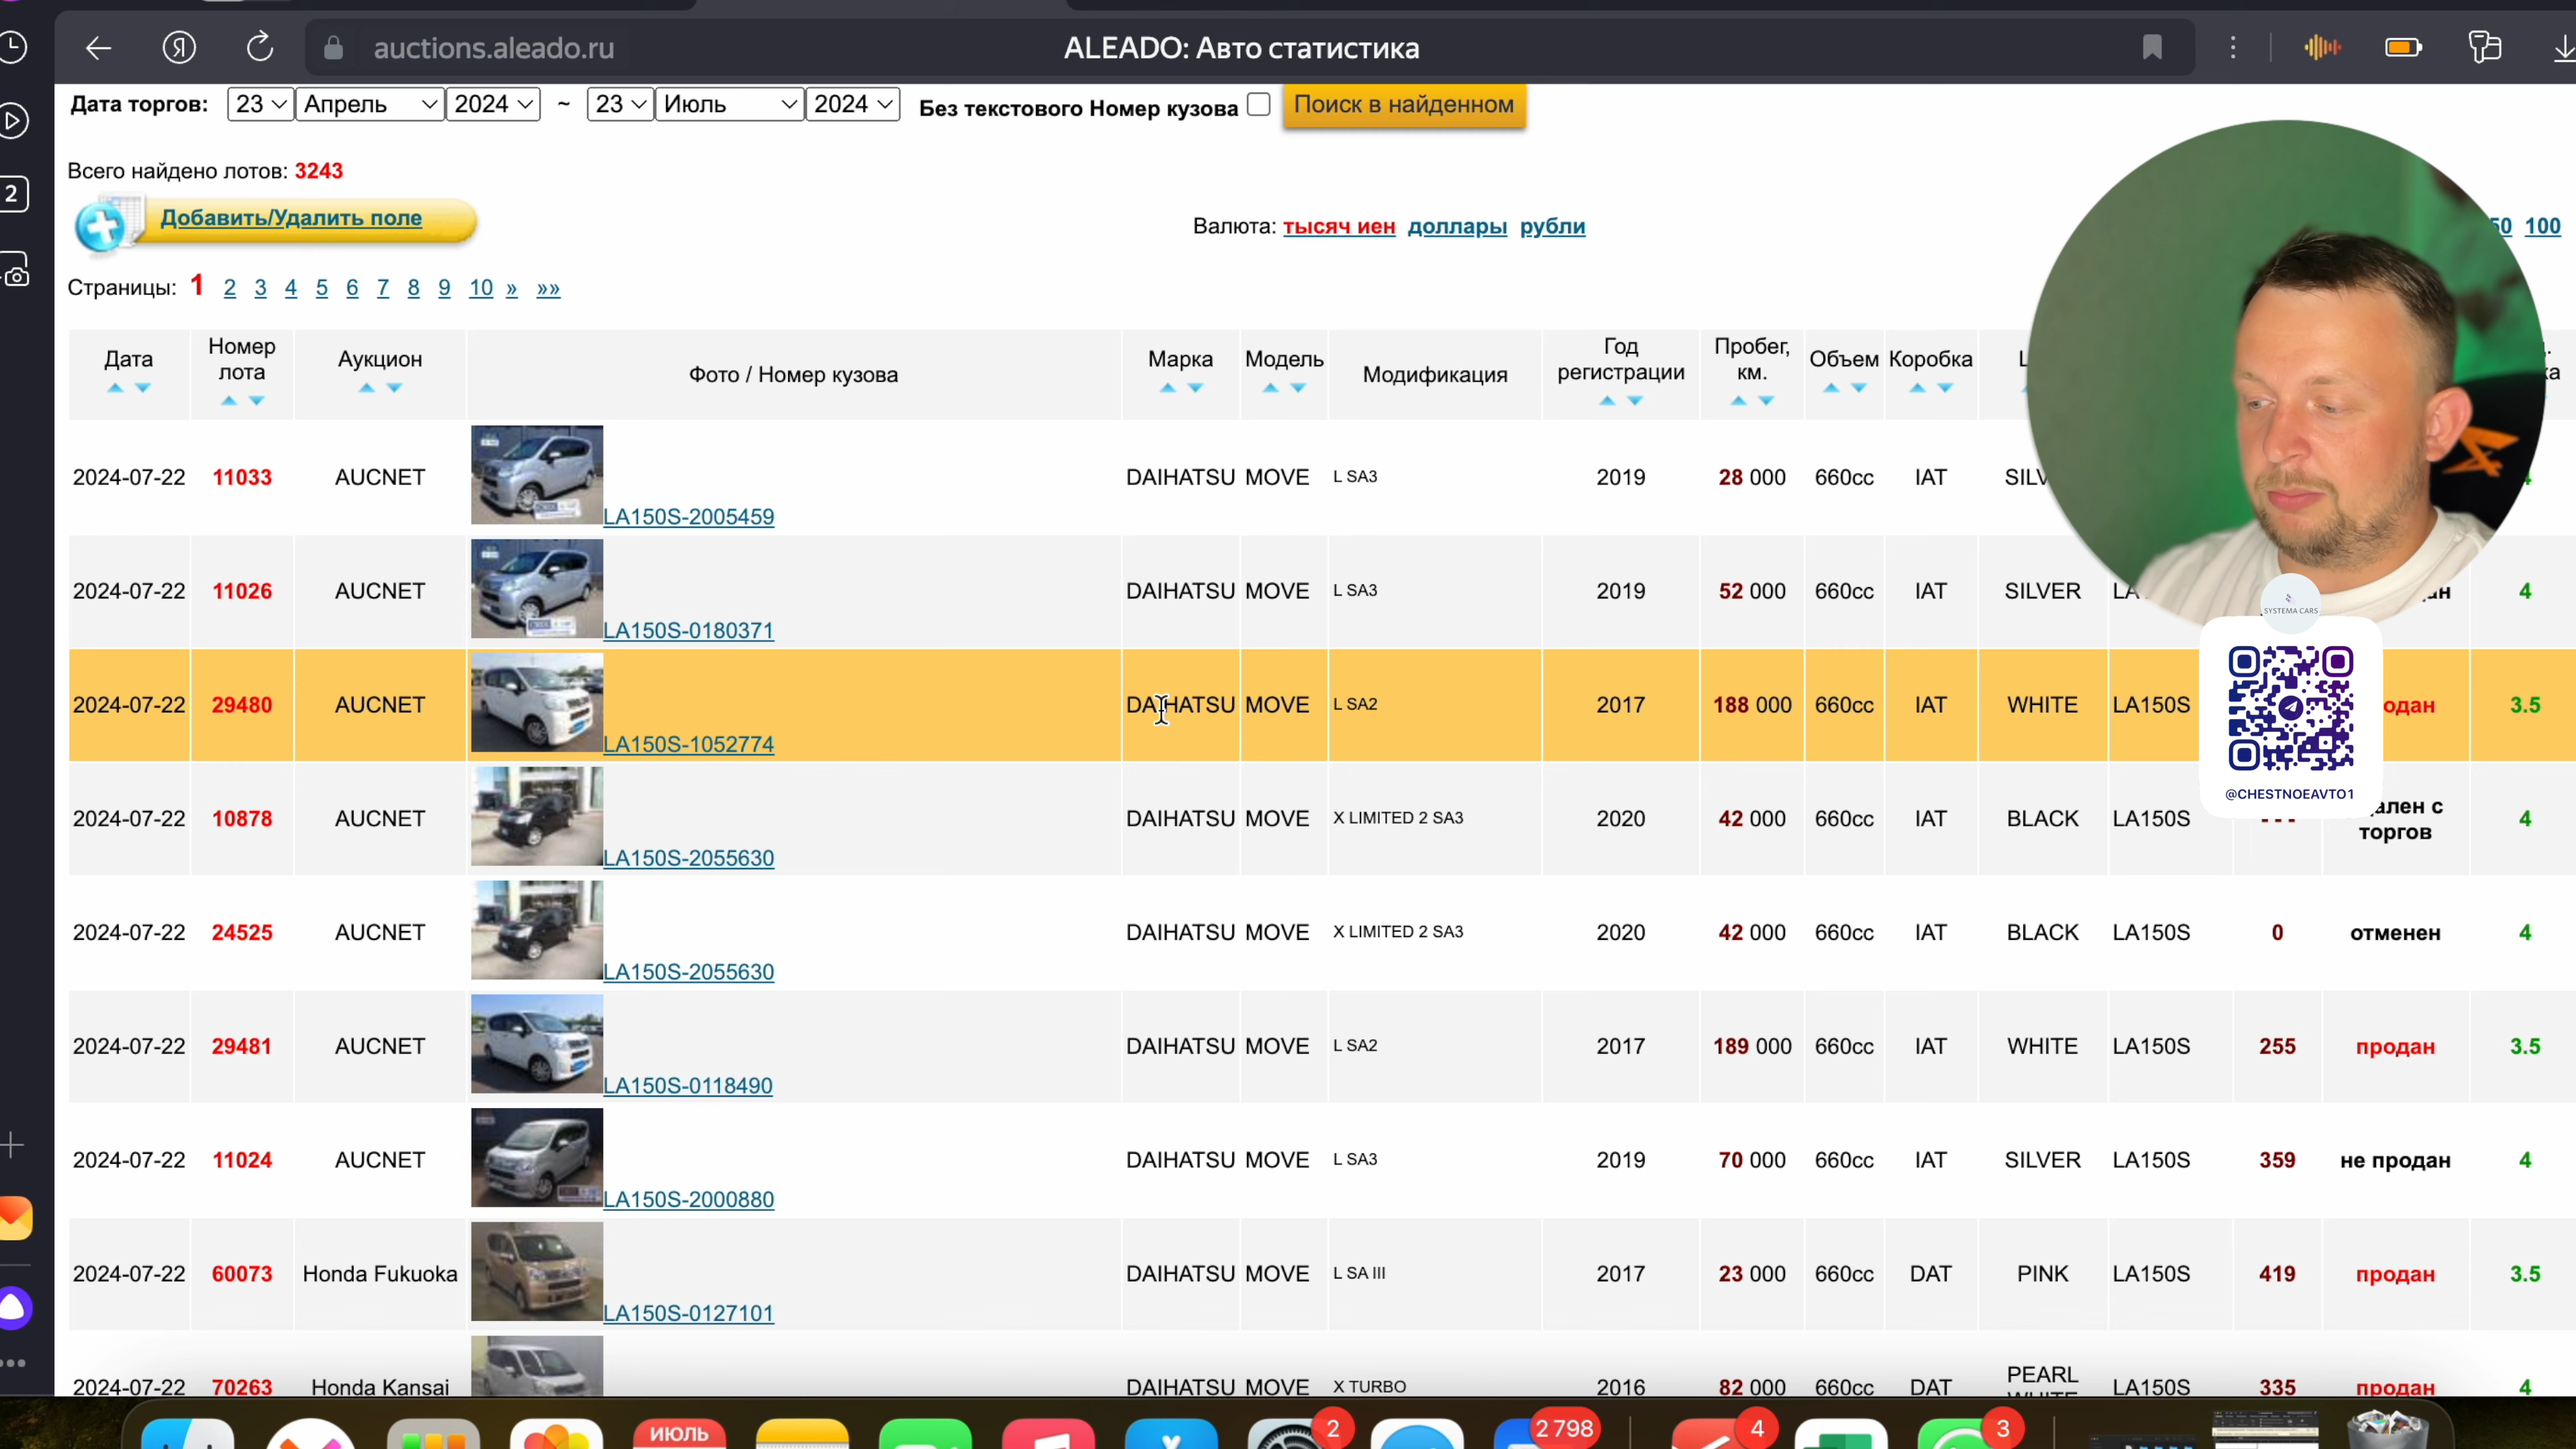 auctions.aleado.ru ALEADO: Авто статистика
Дата торгов: 23 Апрель 2024 ~ 23 Июль 2024 Без текстового Номер кузова Поиск в найденном
Всего найдено лотов: 3243
Добавить/Удалить поле Валюта: тысяч иен доллары рубли 50 100
Страницы: 1 2 3 4 5 6 7 8 9 10 » »»
Дата Номер лота Аукцион Фото / Номер кузова Марка Модель Модификация Год регистрации Пробег, км. Объем Коробка
2024-07-22 11033 AUCNET LA150S-2005459 DAIHATSU MOVE L SA3 2019 28 000 660cc IAT
2024-07-22 11026 AUCNET LA150S-0180371 DAIHATSU MOVE L SA3 2019 52 000 660cc IAT SILVER 4
2024-07-22 29480 AUCNET LA150S-1052774 DAIHATSU MOVE L SA2 2017 188 000 660cc IAT WHITE LA150S 3.5
2024-07-22 10878 AUCNET LA150S-2055630 DAIHATSU MOVE X LIMITED 2 SA3 2020 42 000 660cc IAT BLACK LA150S с торгов 4
2024-07-22 24525 AUCNET LA150S-2055630 DAIHATSU MOVE X LIMITED 2 SA3 2020 42 000 660cc IAT BLACK LA150S 0 отменен 4
2024-07-22 29481 AUCNET LA150S-0118490 DAIHATSU MOVE L SA2 2017 189 000 660cc IAT WHITE LA150S 255 продан 3.5
2024-07-22 11024 AUCNET LA150S-2000880 DAIHATSU MOVE L SA3 2019 70 000 660cc IAT SILVER LA150S 359 не продан 4
2024-07-22 60073 Honda Fukuoka LA150S-0127101 DAIHATSU MOVE L SA III 2017 23 000 660cc DAT PINK LA150S 419 продан 3.5
2024-07-22 70263 Honda Kansai DAIHATSU MOVE X TURBO 2016 82 000 660cc DAT PEARL LA150S 335 продан 4
SYSTEMA CARS
@CHESTNOEAVTO1
2
ИЮЛЬ 2 2 798 4 3